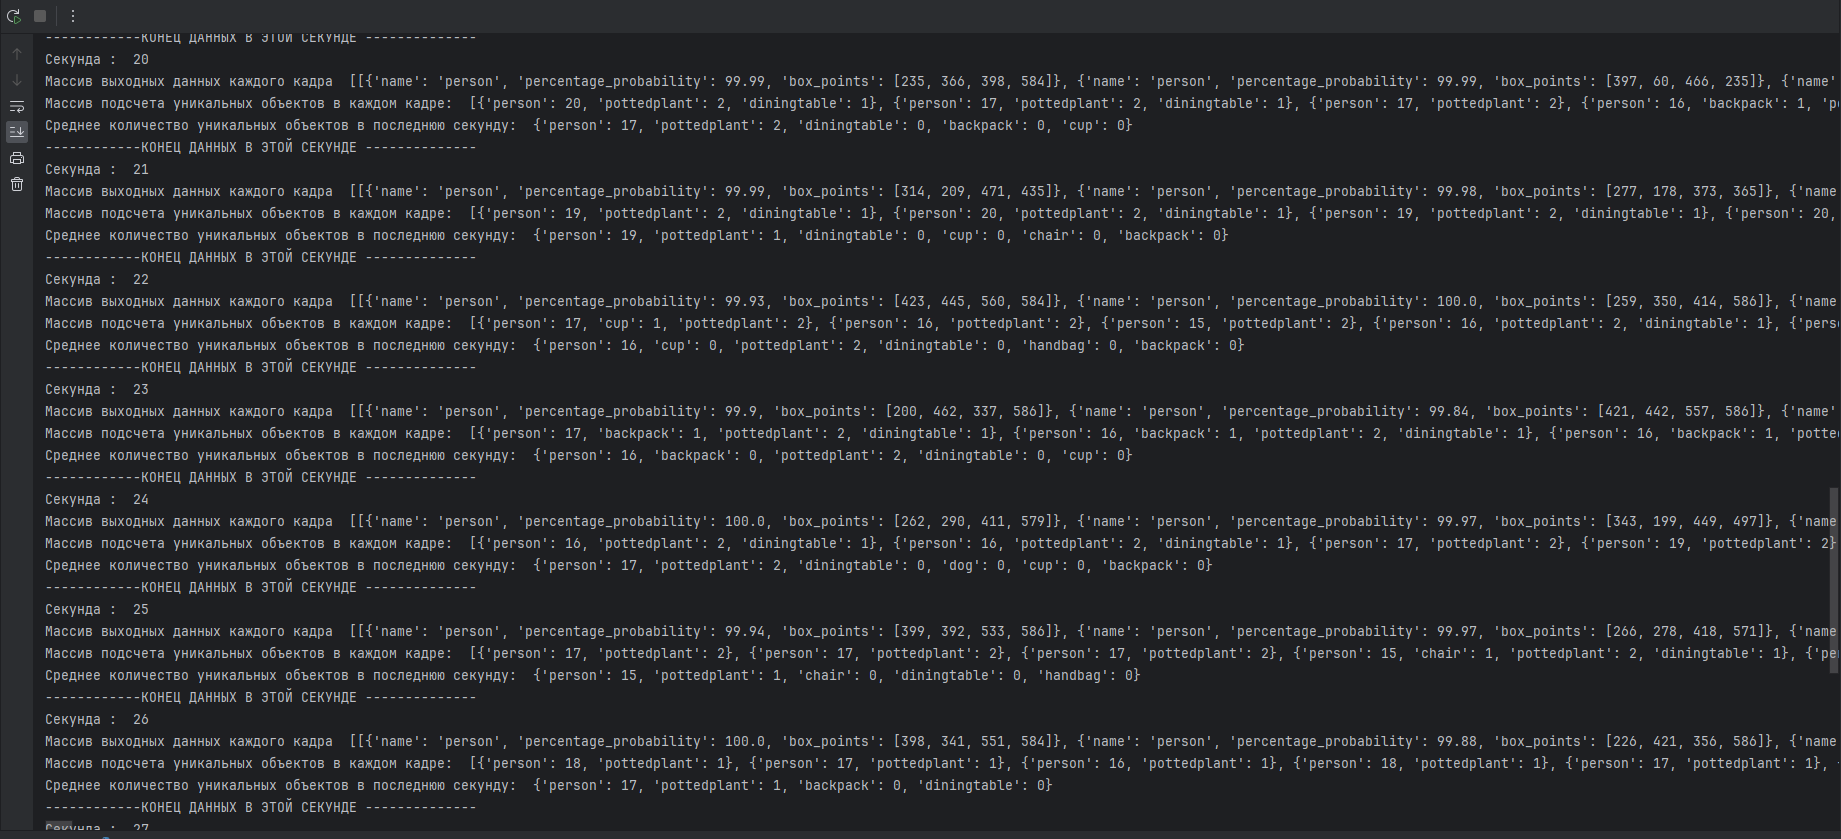 ------------КОНЕЦ ДАННЫХ В ЭТОЙ СЕКУНДЕ --------------
Секунда :  20
Массив выходных данных каждого кадра  [[{'name': 'person', 'percentage_probability': 99.99, 'box_points': [235, 366, 398, 584]}, {'name': 'person', 'percentage_probability': 99.99, 'box_points': [397, 60, 466, 235]}, {'name'
Массив подсчета уникальных объектов в каждом кадре:  [{'person': 20, 'pottedplant': 2, 'diningtable': 1}, {'person': 17, 'pottedplant': 2, 'diningtable': 1}, {'person': 17, 'pottedplant': 2}, {'person': 16, 'backpack': 1, 'po
Среднее количество уникальных объектов в последнюю секунду:  {'person': 17, 'pottedplant': 2, 'diningtable': 0, 'backpack': 0, 'cup': 0}
------------КОНЕЦ ДАННЫХ В ЭТОЙ СЕКУНДЕ --------------
Секунда :  21
Массив выходных данных каждого кадра  [[{'name': 'person', 'percentage_probability': 99.99, 'box_points': [314, 209, 471, 435]}, {'name': 'person', 'percentage_probability': 99.98, 'box_points': [277, 178, 373, 365]}, {'name
Массив подсчета уникальных объектов в каждом кадре:  [{'person': 19, 'pottedplant': 2, 'diningtable': 1}, {'person': 20, 'pottedplant': 2, 'diningtable': 1}, {'person': 19, 'pottedplant': 2, 'diningtable': 1}, {'person': 20,
Среднее количество уникальных объектов в последнюю секунду:  {'person': 19, 'pottedplant': 1, 'diningtable': 0, 'cup': 0, 'chair': 0, 'backpack': 0}
------------КОНЕЦ ДАННЫХ В ЭТОЙ СЕКУНДЕ --------------
Секунда :  22
Массив выходных данных каждого кадра  [[{'name': 'person', 'percentage_probability': 99.93, 'box_points': [423, 445, 560, 584]}, {'name': 'person', 'percentage_probability': 100.0, 'box_points': [259, 350, 414, 586]}, {'name
Массив подсчета уникальных объектов в каждом кадре:  [{'person': 17, 'cup': 1, 'pottedplant': 2}, {'person': 16, 'pottedplant': 2}, {'person': 15, 'pottedplant': 2}, {'person': 16, 'pottedplant': 2, 'diningtable': 1}, {'pers
Среднее количество уникальных объектов в последнюю секунду:  {'person': 16, 'cup': 0, 'pottedplant': 2, 'diningtable': 0, 'handbag': 0, 'backpack': 0}
------------КОНЕЦ ДАННЫХ В ЭТОЙ СЕКУНДЕ --------------
Секунда :  23
Массив выходных данных каждого кадра  [[{'name': 'person', 'percentage_probability': 99.9, 'box_points': [200, 462, 337, 586]}, {'name': 'person', 'percentage_probability': 99.84, 'box_points': [421, 442, 557, 586]}, {'name'
Массив подсчета уникальных объектов в каждом кадре:  [{'person': 17, 'backpack': 1, 'pottedplant': 2, 'diningtable': 1}, {'person': 16, 'backpack': 1, 'pottedplant': 2, 'diningtable': 1}, {'person': 16, 'backpack': 1, 'potte
Среднее количество уникальных объектов в последнюю секунду:  {'person': 16, 'backpack': 0, 'pottedplant': 2, 'diningtable': 0, 'cup': 0}
------------КОНЕЦ ДАННЫХ В ЭТОЙ СЕКУНДЕ --------------
Секунда :  24
Массив выходных данных каждого кадра  [[{'name': 'person', 'percentage_probability': 100.0, 'box_points': [262, 290, 411, 579]}, {'name': 'person', 'percentage_probability': 99.97, 'box_points': [343, 199, 449, 497]}, {'name
Массив подсчета уникальных объектов в каждом кадре:  [{'person': 16, 'pottedplant': 2, 'diningtable': 1}, {'person': 16, 'pottedplant': 2, 'diningtable': 1}, {'person': 17, 'pottedplant': 2}, {'person': 19, 'pottedplant': 2}
Среднее количество уникальных объектов в последнюю секунду:  {'person': 17, 'pottedplant': 2, 'diningtable': 0, 'dog': 0, 'cup': 0, 'backpack': 0}
------------КОНЕЦ ДАННЫХ В ЭТОЙ СЕКУНДЕ --------------
Секунда :  25
Массив выходных данных каждого кадра  [[{'name': 'person', 'percentage_probability': 99.94, 'box_points': [399, 392, 533, 586]}, {'name': 'person', 'percentage_probability': 99.97, 'box_points': [266, 278, 418, 571]}, {'name
Массив подсчета уникальных объектов в каждом кадре:  [{'person': 17, 'pottedplant': 2}, {'person': 17, 'pottedplant': 2}, {'person': 17, 'pottedplant': 2}, {'person': 15, 'chair': 1, 'pottedplant': 2, 'diningtable': 1}, {'pe
Среднее количество уникальных объектов в последнюю секунду:  {'person': 15, 'pottedplant': 1, 'chair': 0, 'diningtable': 0, 'handbag': 0}
------------КОНЕЦ ДАННЫХ В ЭТОЙ СЕКУНДЕ --------------
Секунда :  26
Массив выходных данных каждого кадра  [[{'name': 'person', 'percentage_probability': 100.0, 'box_points': [398, 341, 551, 584]}, {'name': 'person', 'percentage_probability': 99.88, 'box_points': [226, 421, 356, 586]}, {'name
Массив подсчета уникальных объектов в каждом кадре:  [{'person': 18, 'pottedplant': 1}, {'person': 17, 'pottedplant': 1}, {'person': 16, 'pottedplant': 1}, {'person': 18, 'pottedplant': 1}, {'person': 17, 'pottedplant': 1},
Среднее количество уникальных объектов в последнюю секунду:  {'person': 17, 'pottedplant': 1, 'backpack': 0, 'diningtable': 0}
------------КОНЕЦ ДАННЫХ В ЭТОЙ СЕКУНДЕ --------------
Секунда :  27